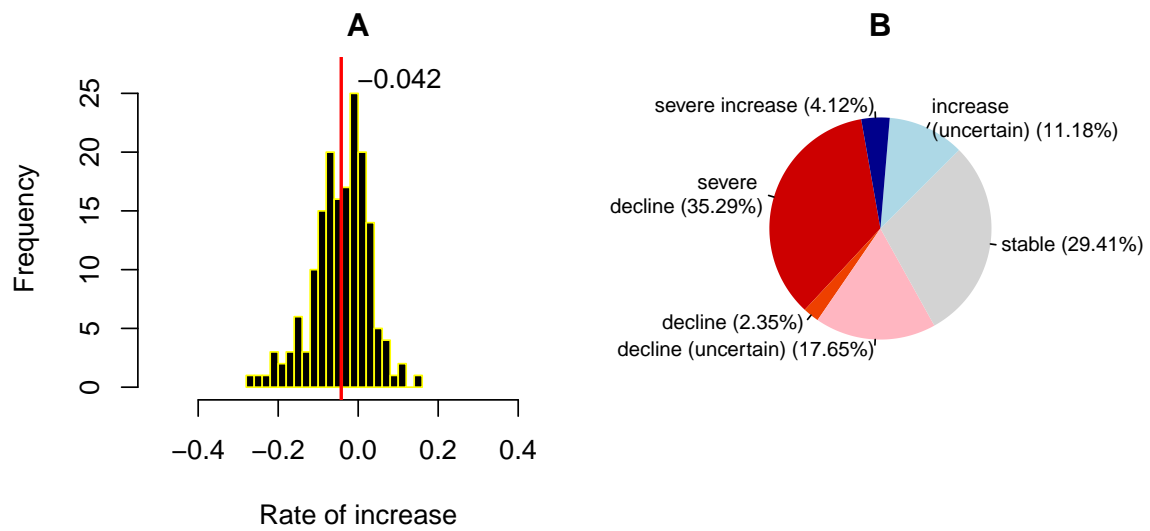 A
−0.042
Frequency
25
20
15
10
5
0
−0.4
−0.2
0.0
0.2
0.4
Rate of increase
B
severe increase (4.12%)
increase
(uncertain) (11.18%)
severe
decline (35.29%)
stable (29.41%)
decline (2.35%)
decline (uncertain) (17.65%)